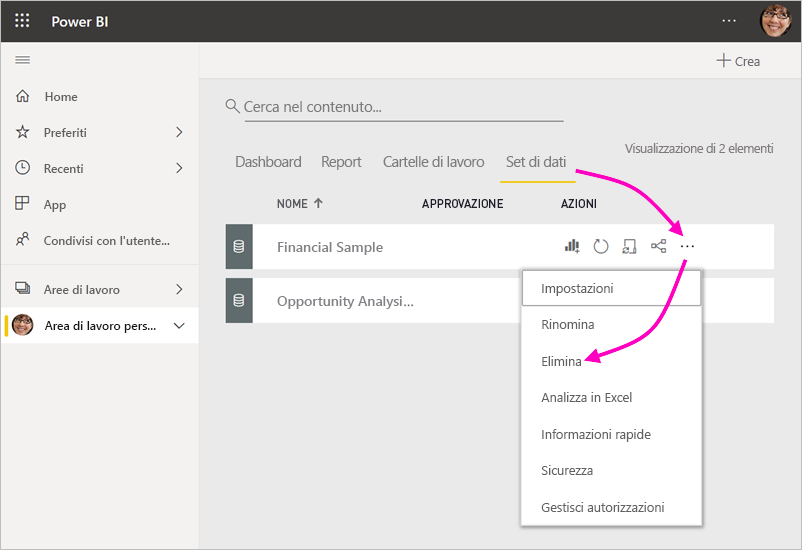 Power BI
Crea
Home
Preferiti
Recenti
App
Condivisi con l'utente...
Aree di lavoro
Area di lavoro pers...
Cerca nel contenuto...
Dashboard Report Cartelle di lavoro Set di dati
Visualizzazione di 2 elementi
NOME APPROVAZIONE AZIONI
Financial Sample
Opportunity Analysi...
Impostazioni
Rinomina
Elimina
Analizza in Excel
Informazioni rapide
Sicurezza
Gestisci autorizzazioni